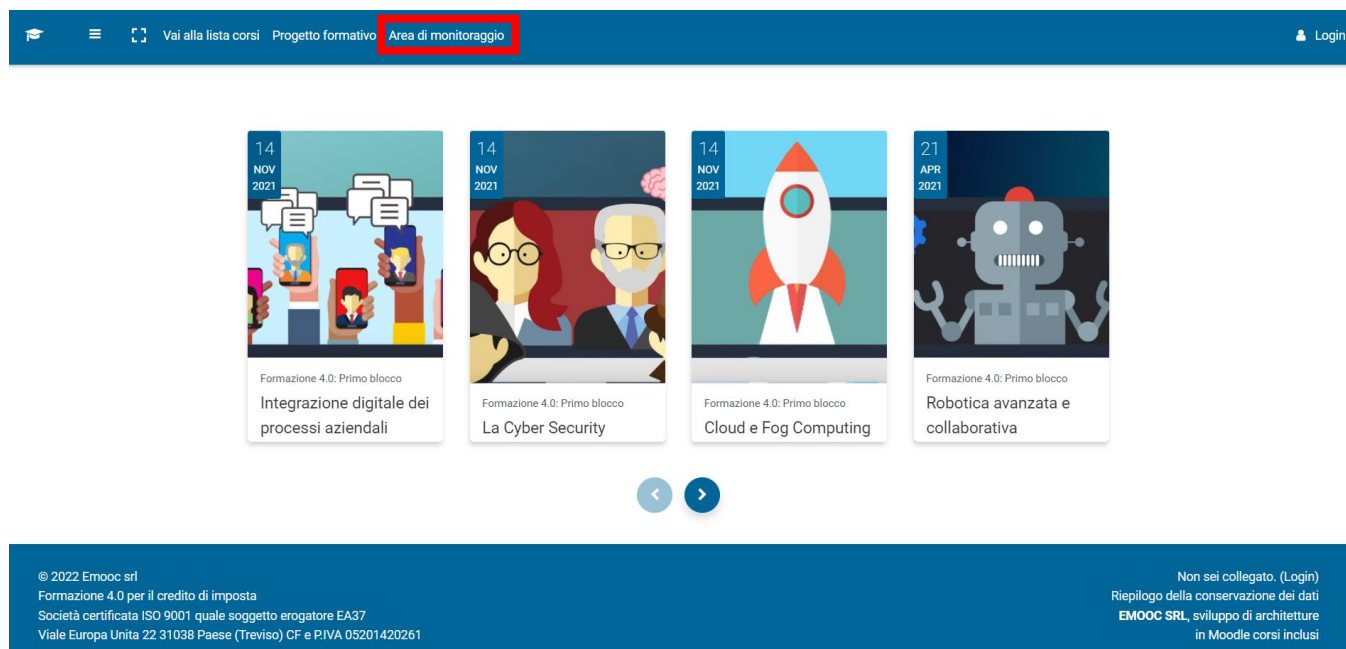 Vai alla lista corsi Progetto formativo Area di monitoraggio Login
14
NOV
2021
Formazione 4.0: Primo blocco
Integrazione digitale dei
processi aziendali
14
NOV
2021
Formazione 4.0: Primo blocco
La Cyber Security
14
NOV
2021
Formazione 4.0: Primo blocco
Cloud e Fog Computing
21
APR
2021
Formazione 4.0: Primo blocco
Robotica avanzata e
collaborativa
© 2022 Emooc srl
Formazione 4.0 per il credito di imposta
Società certificata ISO 9001 quale soggetto erogatore EA37
Viale Europa Unita 22 31038 Paese (Treviso) CF e P.IVA 05201420261
Non sei collegato. (Login)
Riepilogo della conservazione dei dati
EMOOC SRL, sviluppo di architetture
in Moodle corsi inclusi